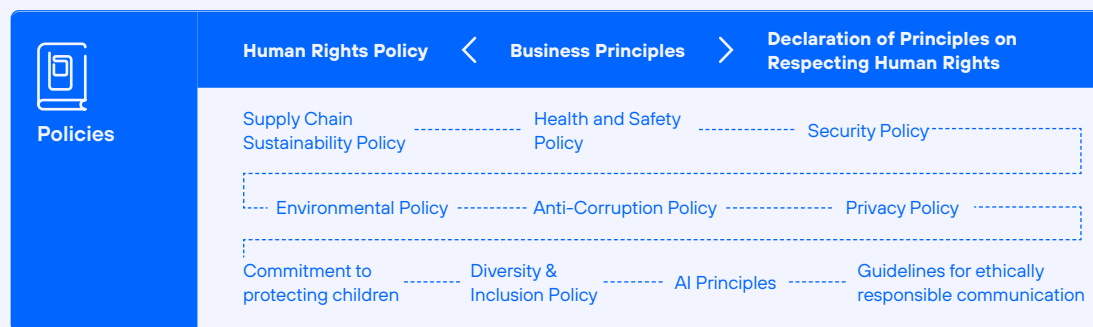 Policies
Human Rights Policy
Business Principles
Declaration of Principles on
Respecting Human Rights
Supply Chain
Sustainability Policy
Health and Safety
Policy
Security Policy
Environmental Policy
Anti-Corruption Policy
Privacy Policy
Commitment to
protecting children
Diversity &
Inclusion Policy
AI Principles
Guidelines for ethically
responsible communication